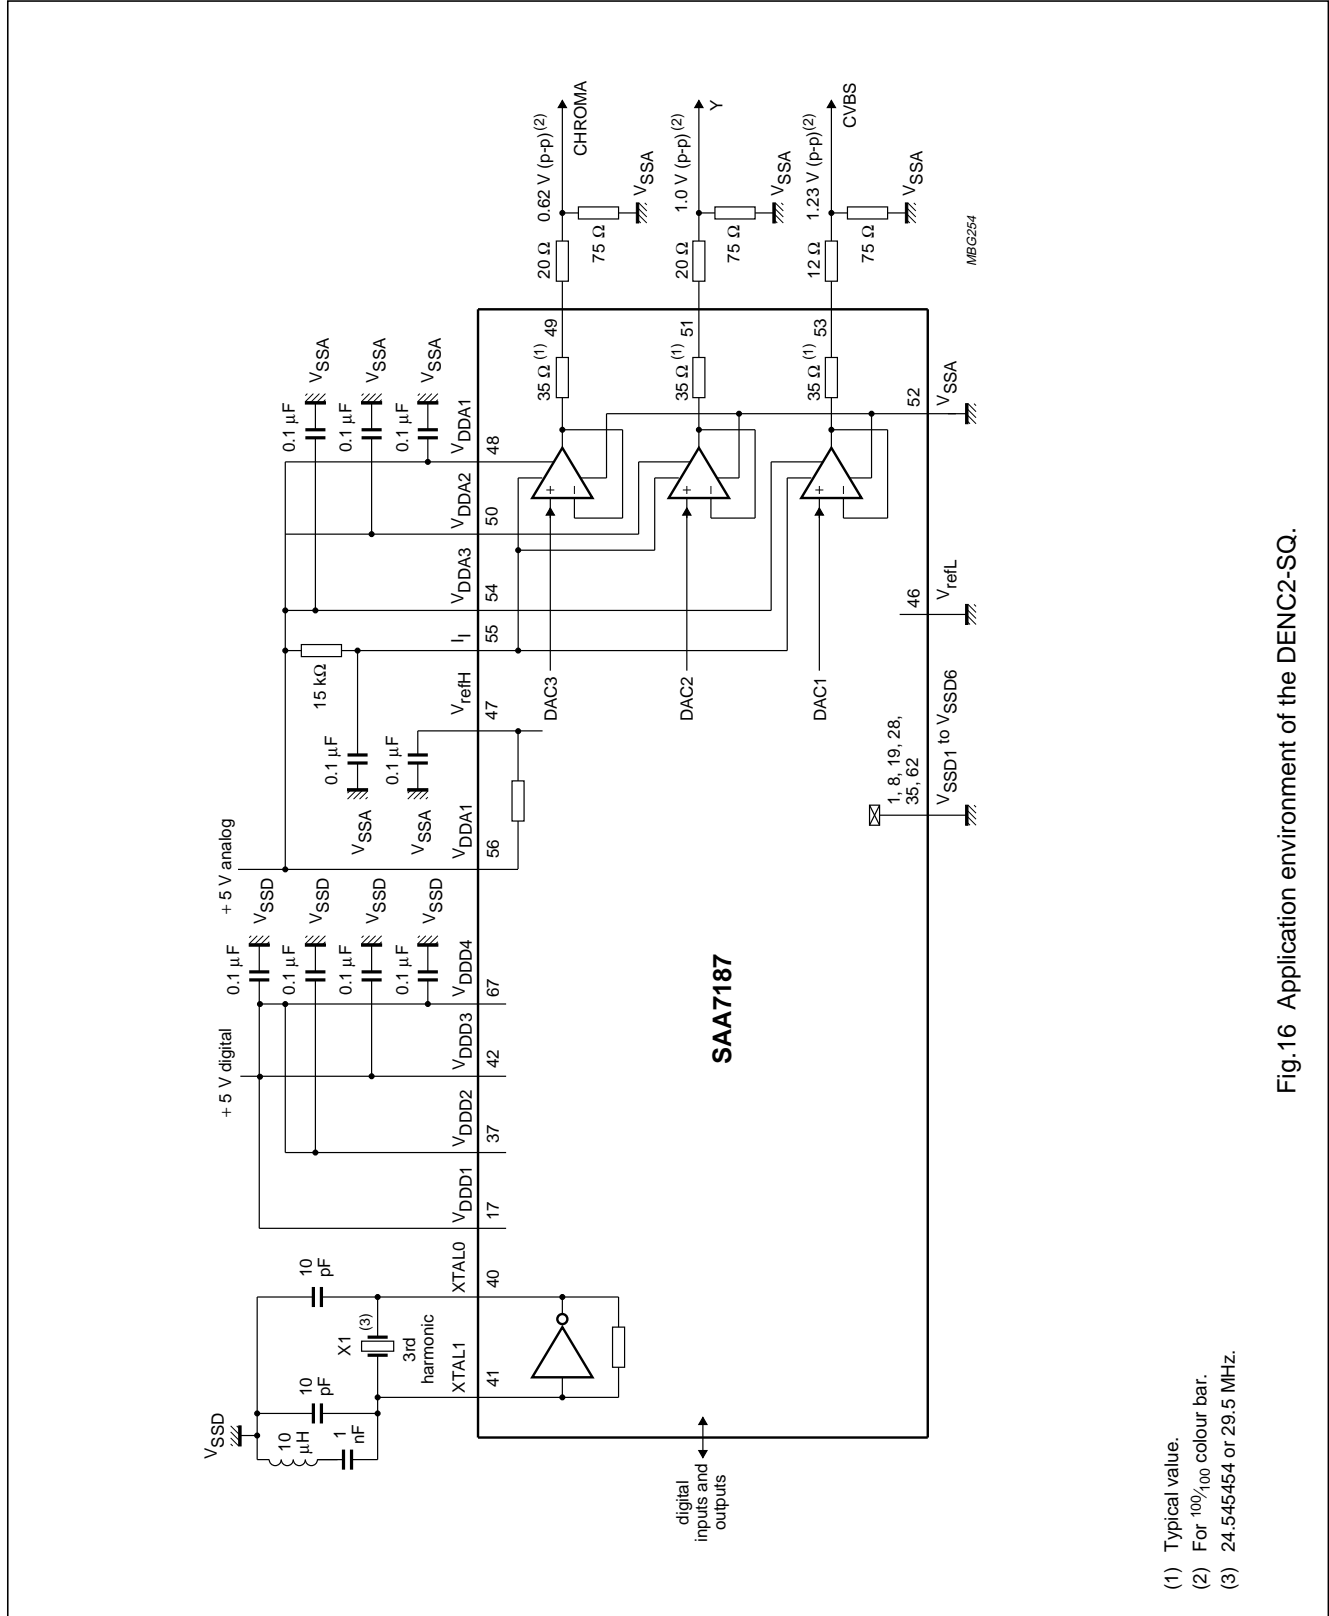 VSSD
10 µH
1 nF
10 pF
10 pF
X1 (3)
3rd harmonic
XTAL1
41
XTAL0
40
+ 5 V digital
0.1 µF
VSSD
0.1 µF
VSSD
0.1 µF
VSSD
0.1 µF
VSSD
VDDD1
17
VDDD2
37
VDDD3
42
VDDD4
67
+ 5 V analog
VDDA1
56
0.1 µF
VSSA
0.1 µF
VSSA
15 kΩ
VrefH
47
II
55
VDDA3
54
VDDA2
50
VDDA1
48
0.1 µF
VSSA
0.1 µF
VSSA
0.1 µF
VSSA
DAC3
+
−
35 Ω (1)
49
20 Ω
75 Ω
VSSA
0.62 V (p-p)(2)
CHROMA
DAC2
+
−
35 Ω (1)
51
20 Ω
75 Ω
VSSA
1.0 V (p-p)(2)
Y
DAC1
+
−
35 Ω (1)
53
12 Ω
75 Ω
VSSA
1.23 V (p-p)(2)
CVBS
SAA7187
digital
inputs and
outputs
1, 8, 19, 28,
35, 62
VSSD1 to VSSD6
46
VrefL
52
VSSA
MBG254
(1) Typical value.
(2) For 100/100 colour bar.
(3) 24.545454 or 29.5 MHz.
Fig.16 Application environment of the DENC2-SQ.